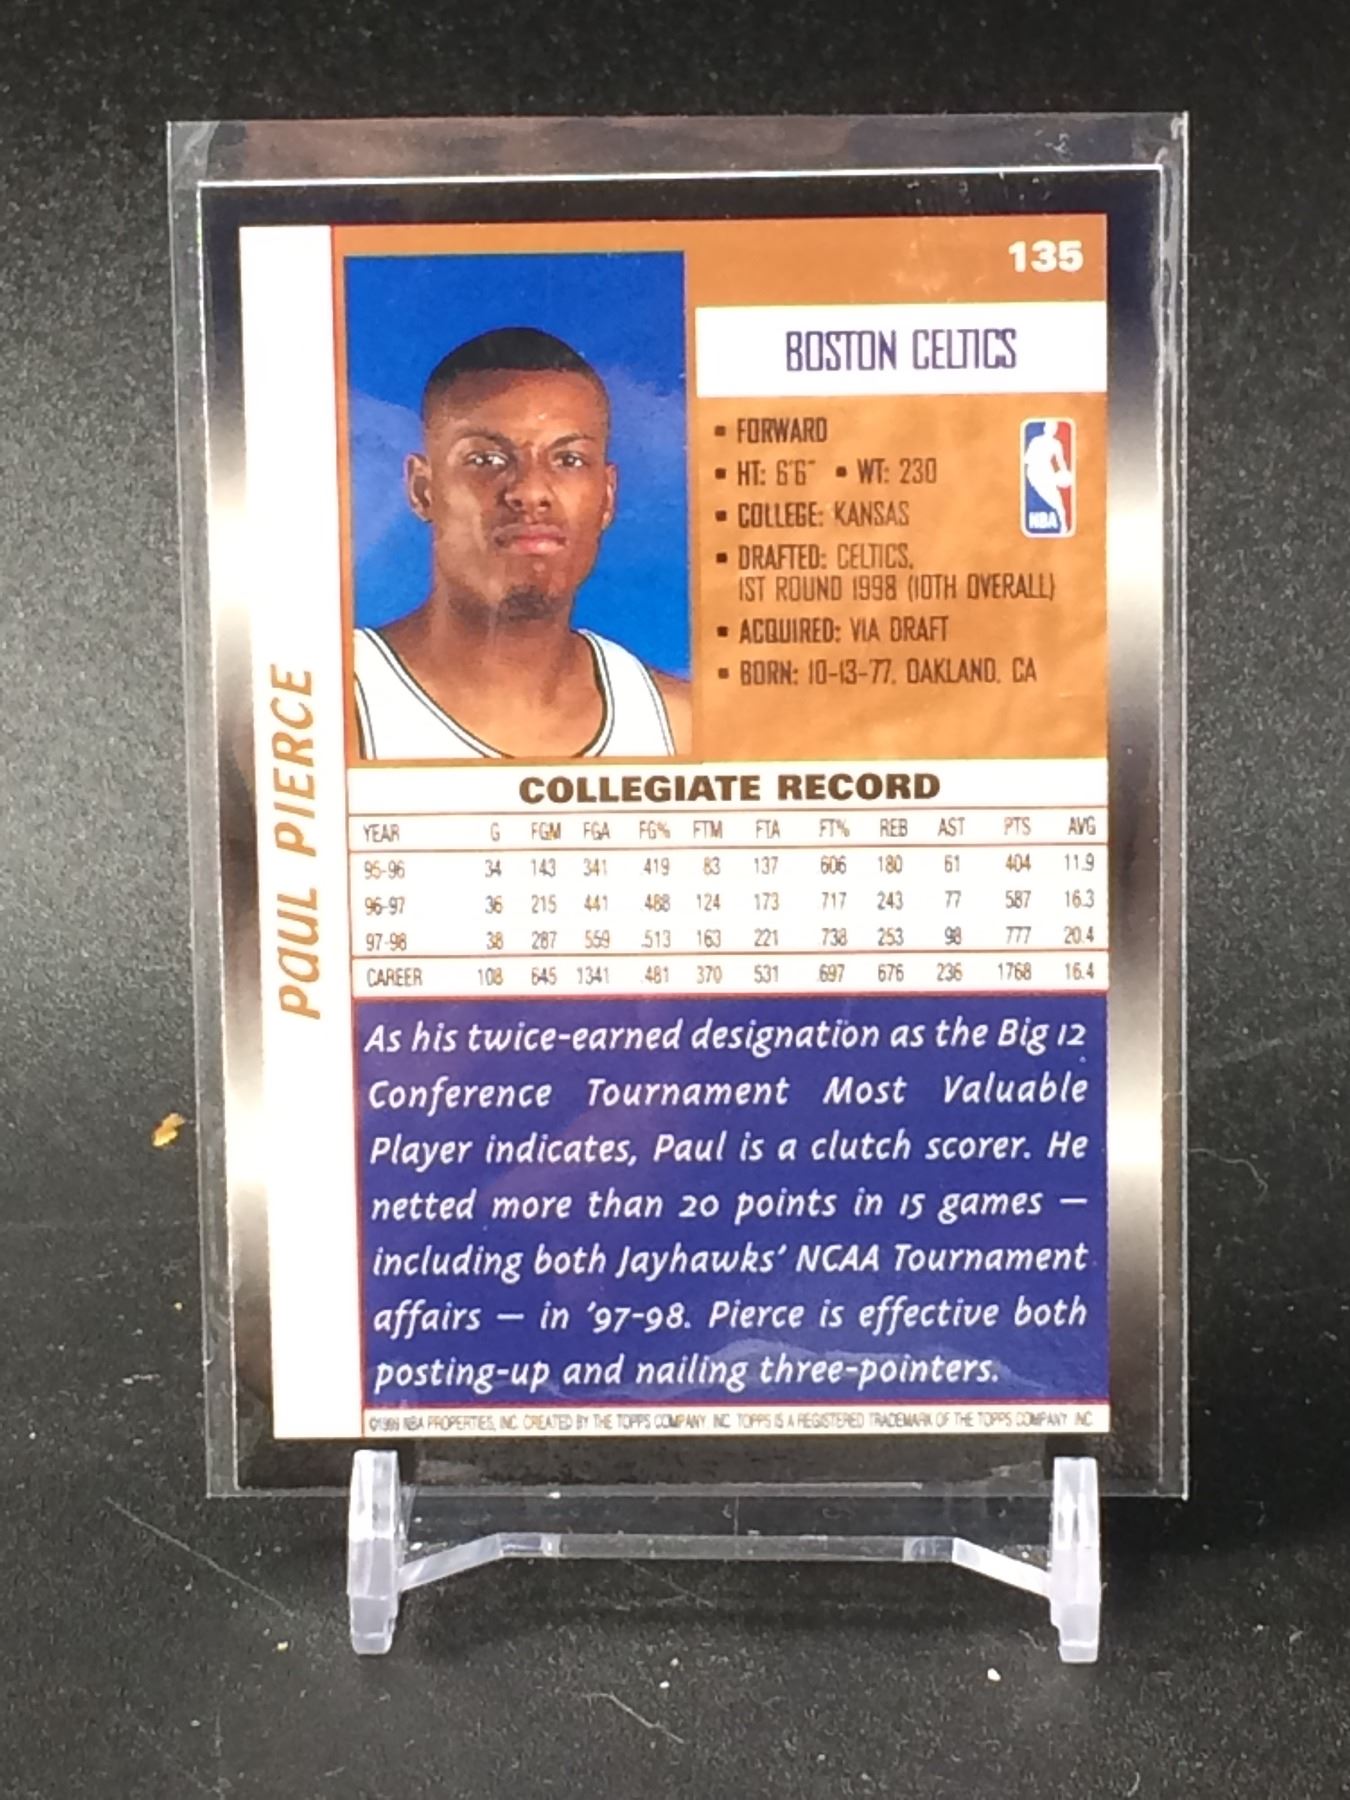 135
BOSTON CELTICS
▪ FORWARD
▪ HT: 6'6" ▪ WT: 230
▪ COLLEGE: KANSAS
▪ DRAFTED: CELTICS,
1ST ROUND 1998 (10TH OVERALL)
▪ ACQUIRED: VIA DRAFT
▪ BORN: 10-13-77, OAKLAND, CA
NBA
PAUL PIERCE
COLLEGIATE RECORD
YEAR G FGM FGA FG% FTM FTA FT% REB AST PTS AVG
95-96 34 143 341 .419 83 137 .606 180 61 404 11.9
96-97 36 215 441 .488 124 173 .717 243 77 587 16.3
97-98 38 287 559 .513 163 221 .738 253 98 777 20.4
CAREER 108 645 1341 .481 370 531 .697 676 236 1768 16.4
As his twice-earned designation as the Big 12
Conference Tournament Most Valuable
Player indicates, Paul is a clutch scorer. He
netted more than 20 points in 15 games —
including both Jayhawks' NCAA Tournament
affairs — in '97-98. Pierce is effective both
posting-up and nailing three-pointers.
NBA PROPERTIES, INC. CREATED BY THE TOPPS COMPANY, INC. TOPPS IS A REGISTERED TRADEMARK OF THE TOPPS COMPANY, INC.